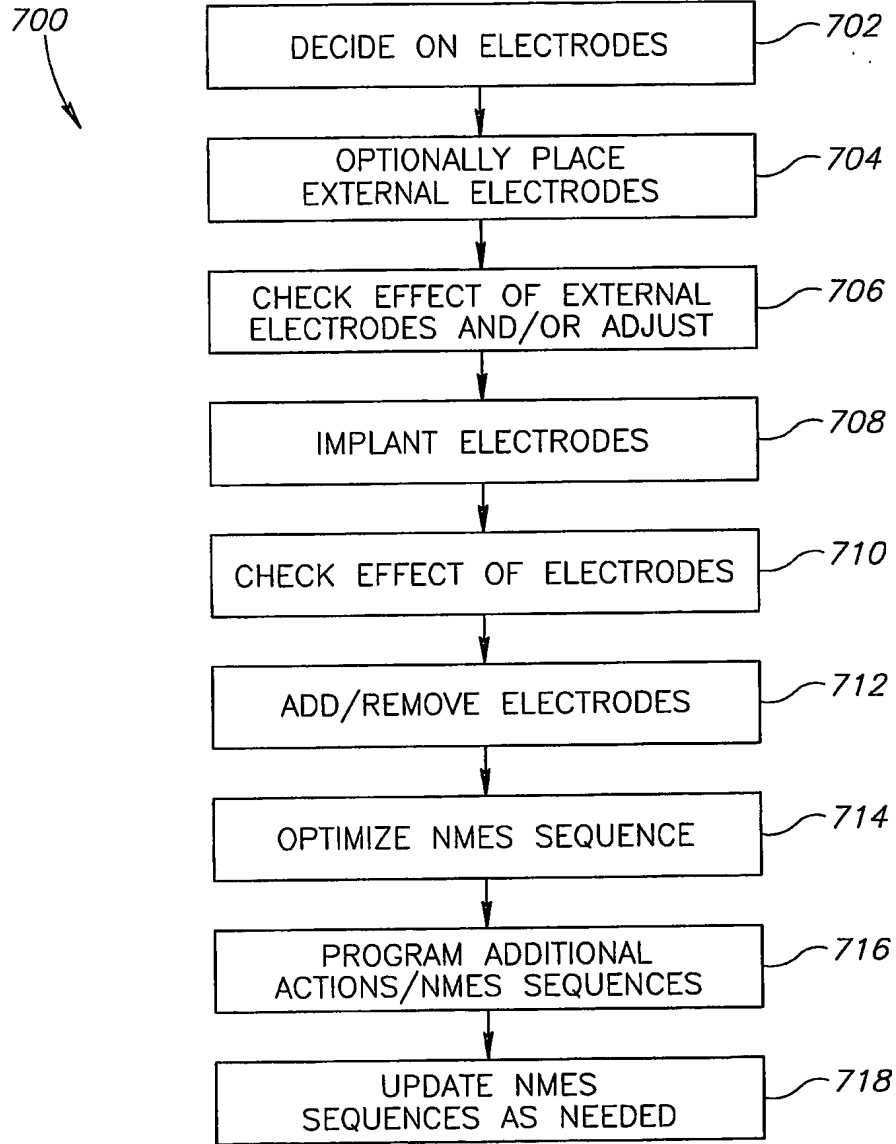 700
DECIDE ON ELECTRODES
702
OPTIONALLY PLACE
EXTERNAL ELECTRODES
704
CHECK EFFECT OF EXTERNAL
ELECTRODES AND/OR ADJUST
706
IMPLANT ELECTRODES
708
CHECK EFFECT OF ELECTRODES
710
ADD/REMOVE ELECTRODES
712
OPTIMIZE NMES SEQUENCE
714
PROGRAM ADDITIONAL
ACTIONS/NMES SEQUENCES
716
UPDATE NMES
SEQUENCES AS NEEDED
718